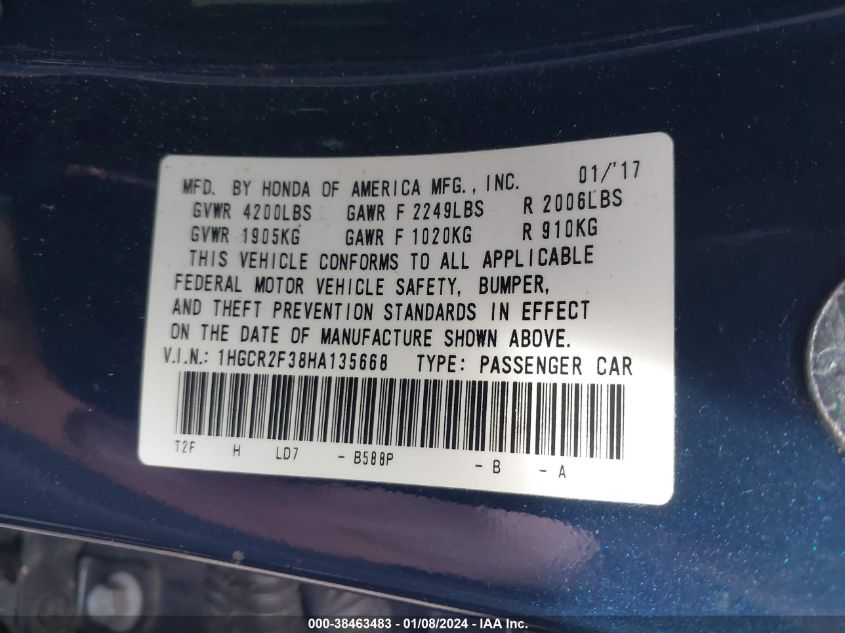 MFD. BY HONDA OF AMERICA MFG., INC. 01/'17
GVWR 4200LBS GAWR F 2249LBS R 2006LBS
GVWR 1905KG GAWR F 1020KG R 910KG
THIS VEHICLE CONFORMS TO ALL APPLICABLE
FEDERAL MOTOR VEHICLE SAFETY, BUMPER,
AND THEFT PREVENTION STANDARDS IN EFFECT
ON THE DATE OF MANUFACTURE SHOWN ABOVE.
V.I.N.: 1HGCR2F38HA135668 TYPE: PASSENGER CAR
T2F H LD7 - B588P - B - A
000-38463483 - 01/08/2024 - IAA Inc.